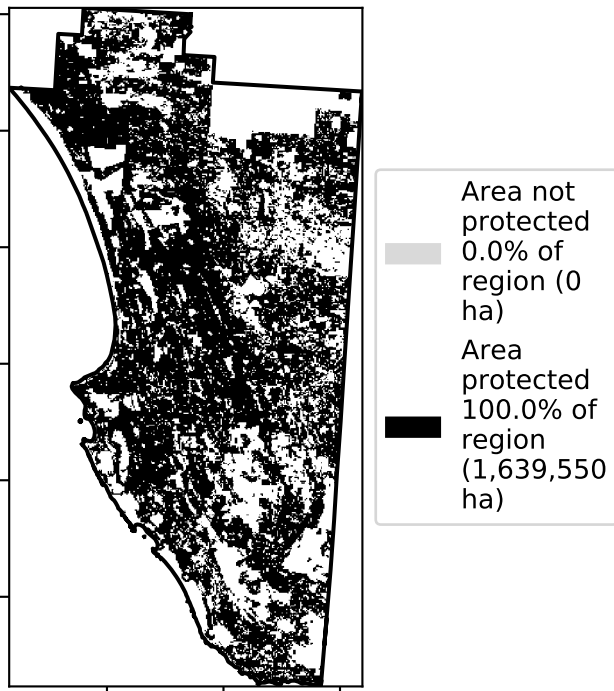 Area not
protected
0.0% of
region (0
ha)
Area
protected
100.0% of
region
(1,639,550
ha)